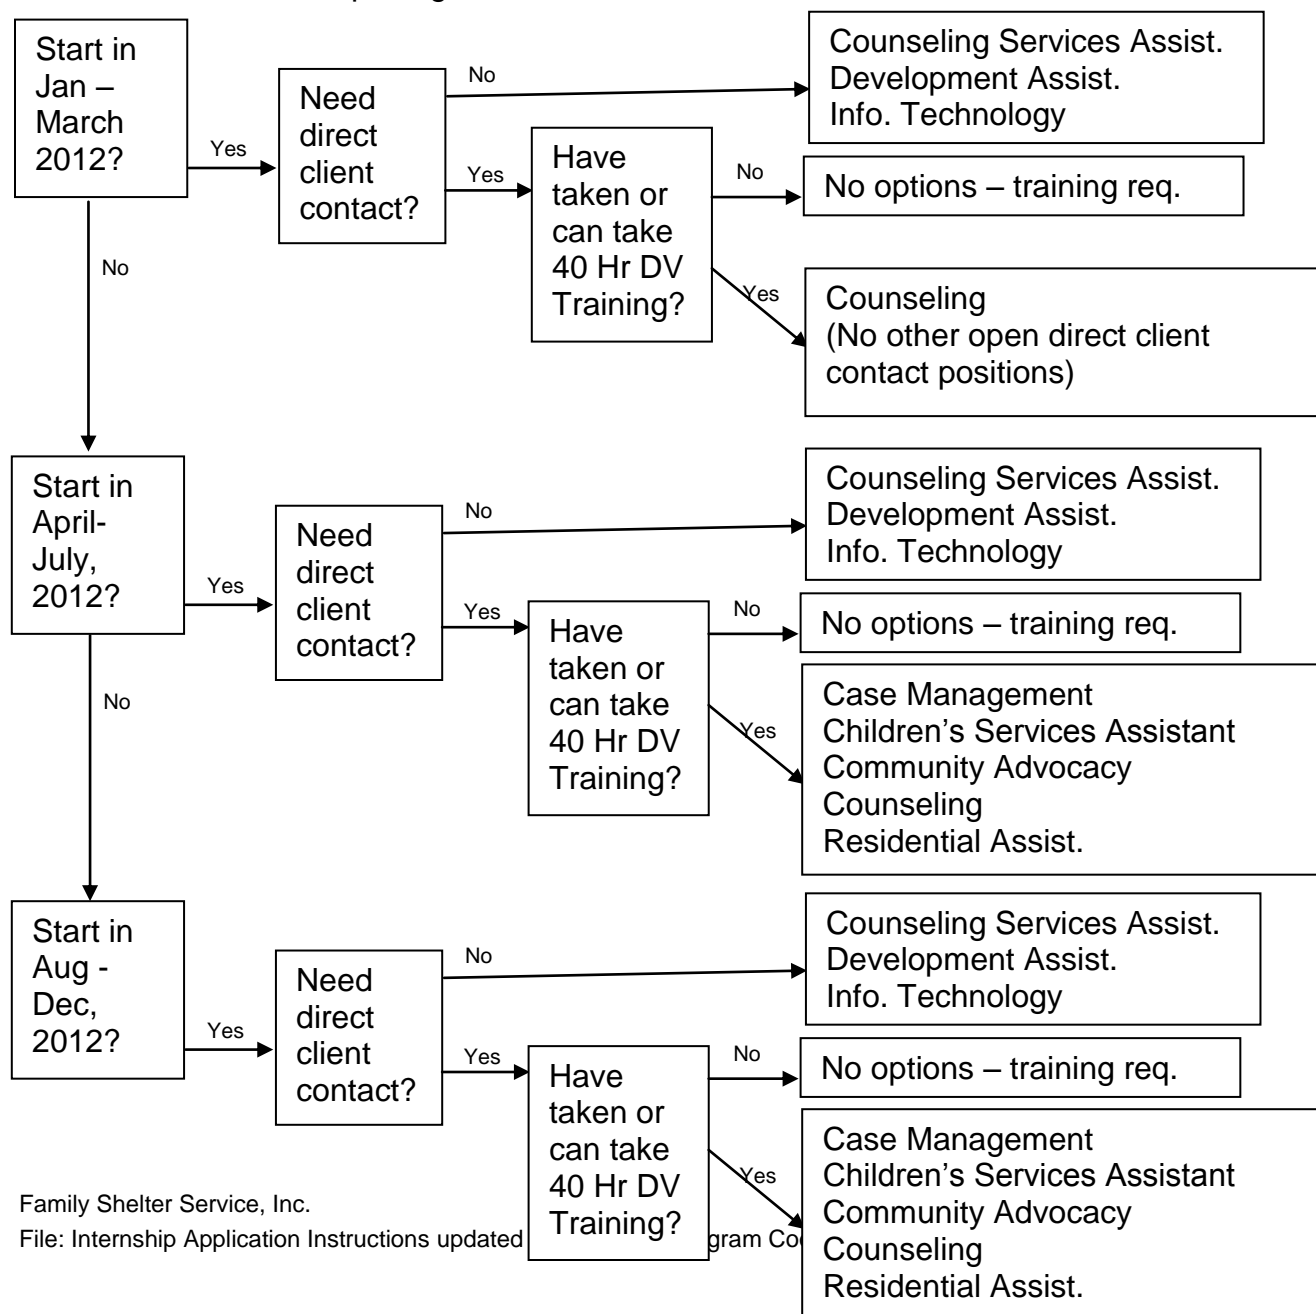 Start in
Jan –
March
2012?
Yes
No
Need
direct
client
contact?
No
Yes
Have
taken or
can take
40 Hr DV
Training?
No
Yes
Counseling Services Assist.
Development Assist.
Info. Technology
No options – training req.
Counseling
(No other open direct client
contact positions)
Start in
April-
July,
2012?
Yes
No
Need
direct
client
contact?
No
Yes
Have
taken or
can take
40 Hr DV
Training?
No
Yes
Counseling Services Assist.
Development Assist.
Info. Technology
No options – training req.
Case Management
Children’s Services Assistant
Community Advocacy
Counseling
Residential Assist.
Start in
Aug -
Dec,
2012?
Yes
Need
direct
client
contact?
No
Yes
Have
taken or
can take
40 Hr DV
Training?
No
Yes
Counseling Services Assist.
Development Assist.
Info. Technology
No options – training req.
Case Management
Children’s Services Assistant
Community Advocacy
Counseling
Residential Assist.
Family Shelter Service, Inc.
File: Internship Application Instructions updated